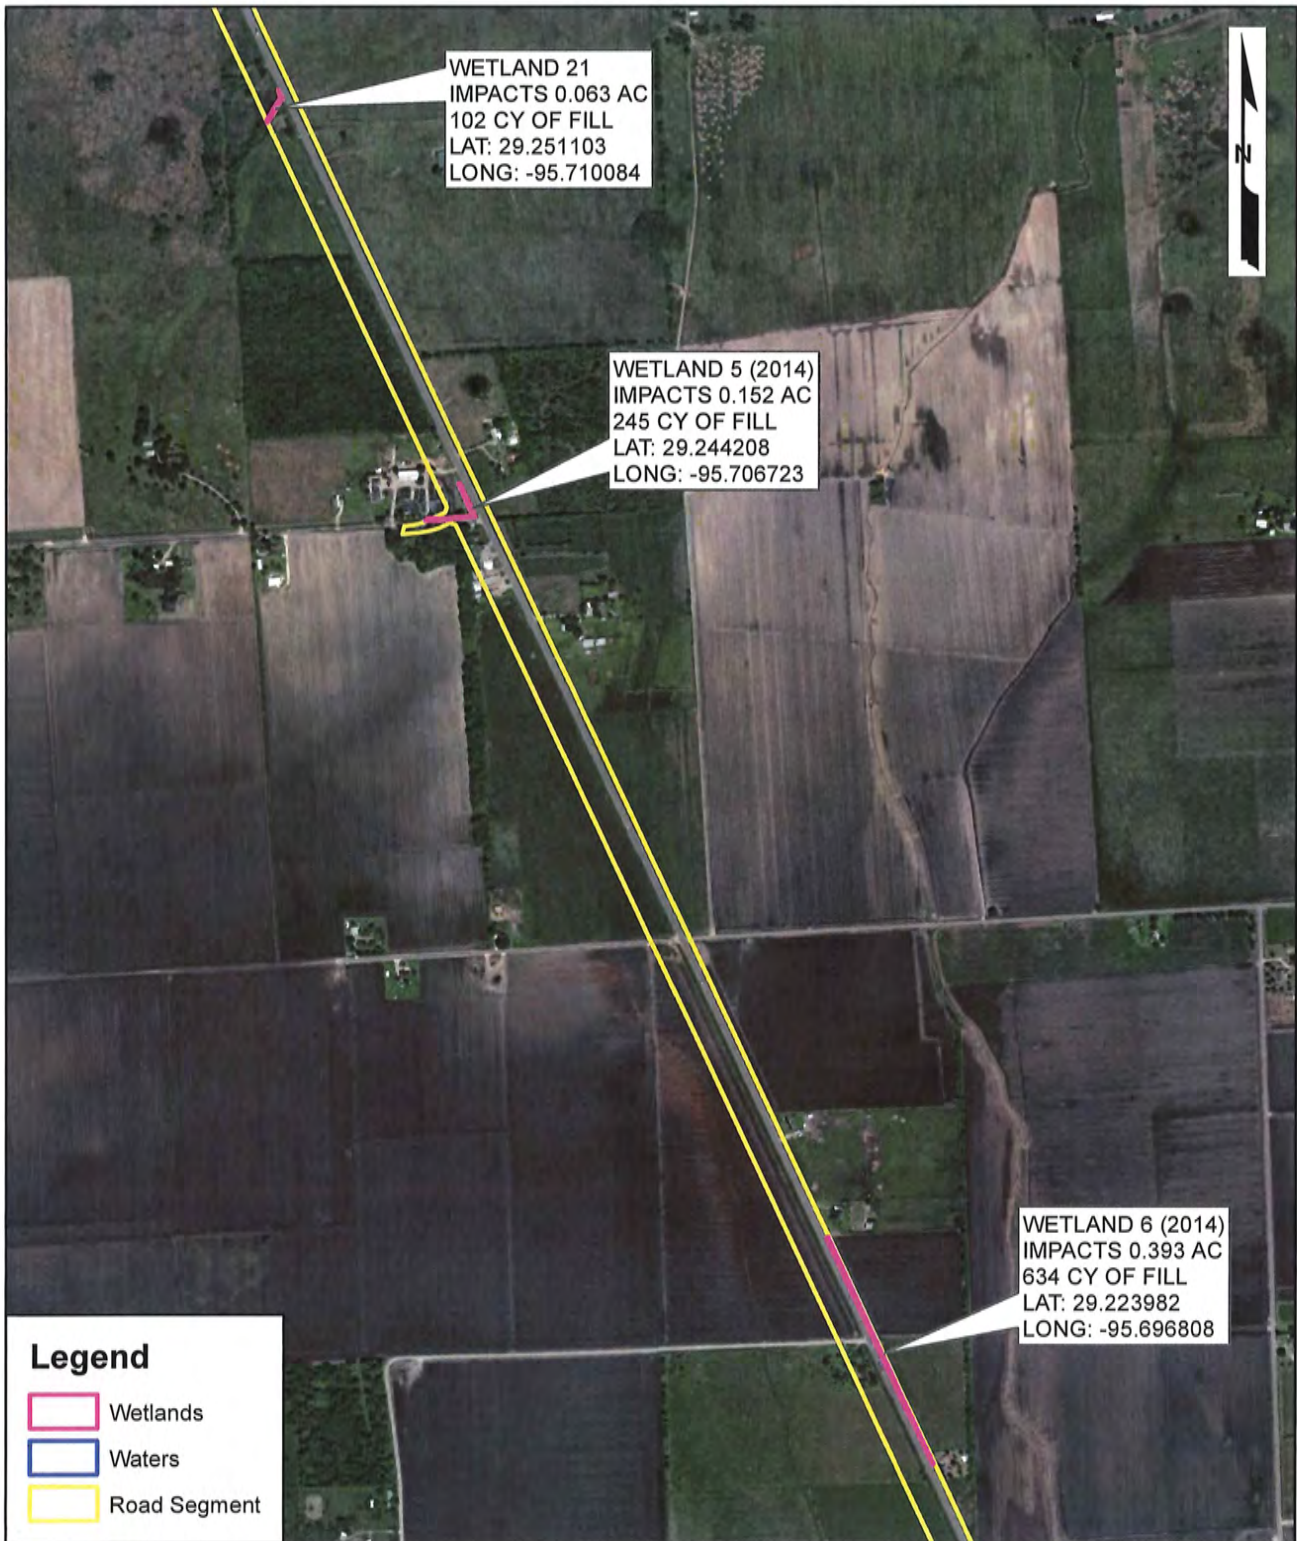 WETLAND 21
IMPACTS 0.063 AC
102 CY OF FILL
LAT: 29.251103
LONG: -95.710084
WETLAND 5 (2014)
IMPACTS 0.152 AC
245 CY OF FILL
LAT: 29.244208
LONG: -95.706723
WETLAND 6 (2014)
IMPACTS 0.393 AC
634 CY OF FILL
LAT: 29.223982
LONG: -95.696808
Legend
Wetlands
Waters
Road Segment
N